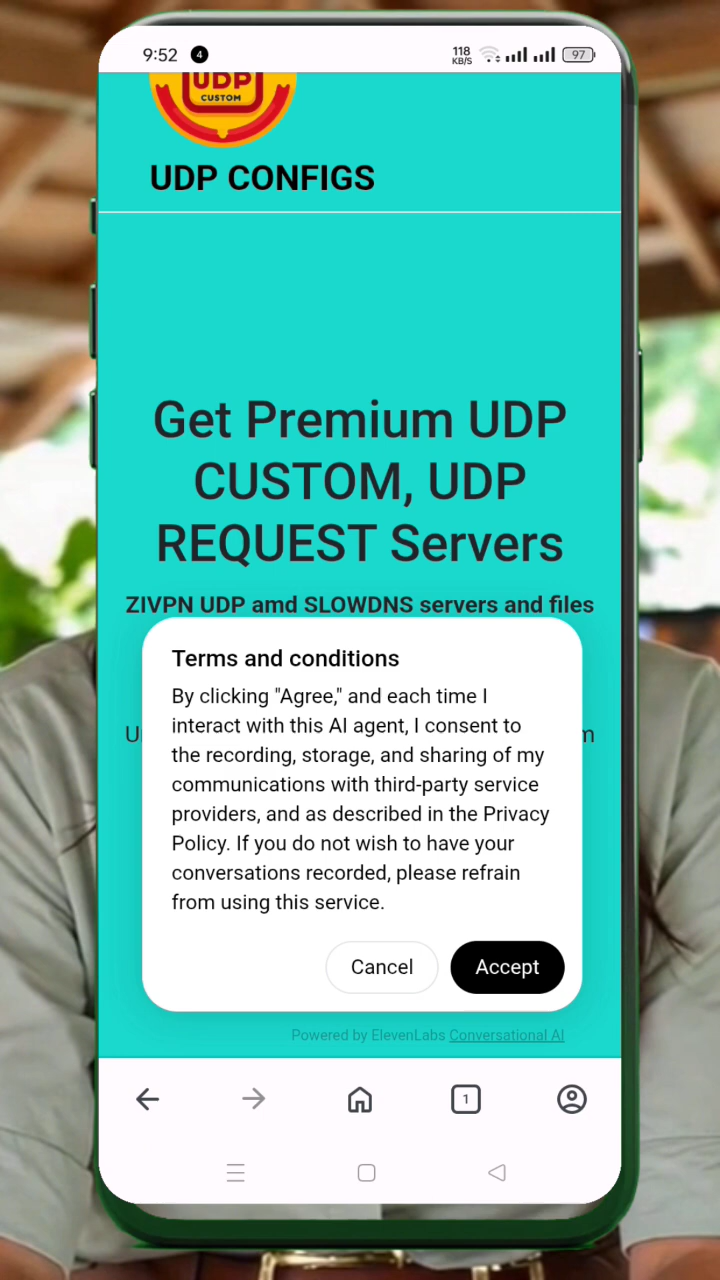 9:52
4
118
KB/S
97
UDP
CUSTOM
UDP CONFIGS
Get Premium UDP
CUSTOM, UDP
REQUEST Servers
ZIVPN UDP amd SLOWDNS servers and files
Terms and conditions
By clicking "Agree," and each time I
interact with this AI agent, I consent to
the recording, storage, and sharing of my
communications with third-party service
providers, and as described in the Privacy
Policy. If you do not wish to have your
conversations recorded, please refrain
from using this service.
Cancel
Accept
Powered by ElevenLabs Conversational AI
1